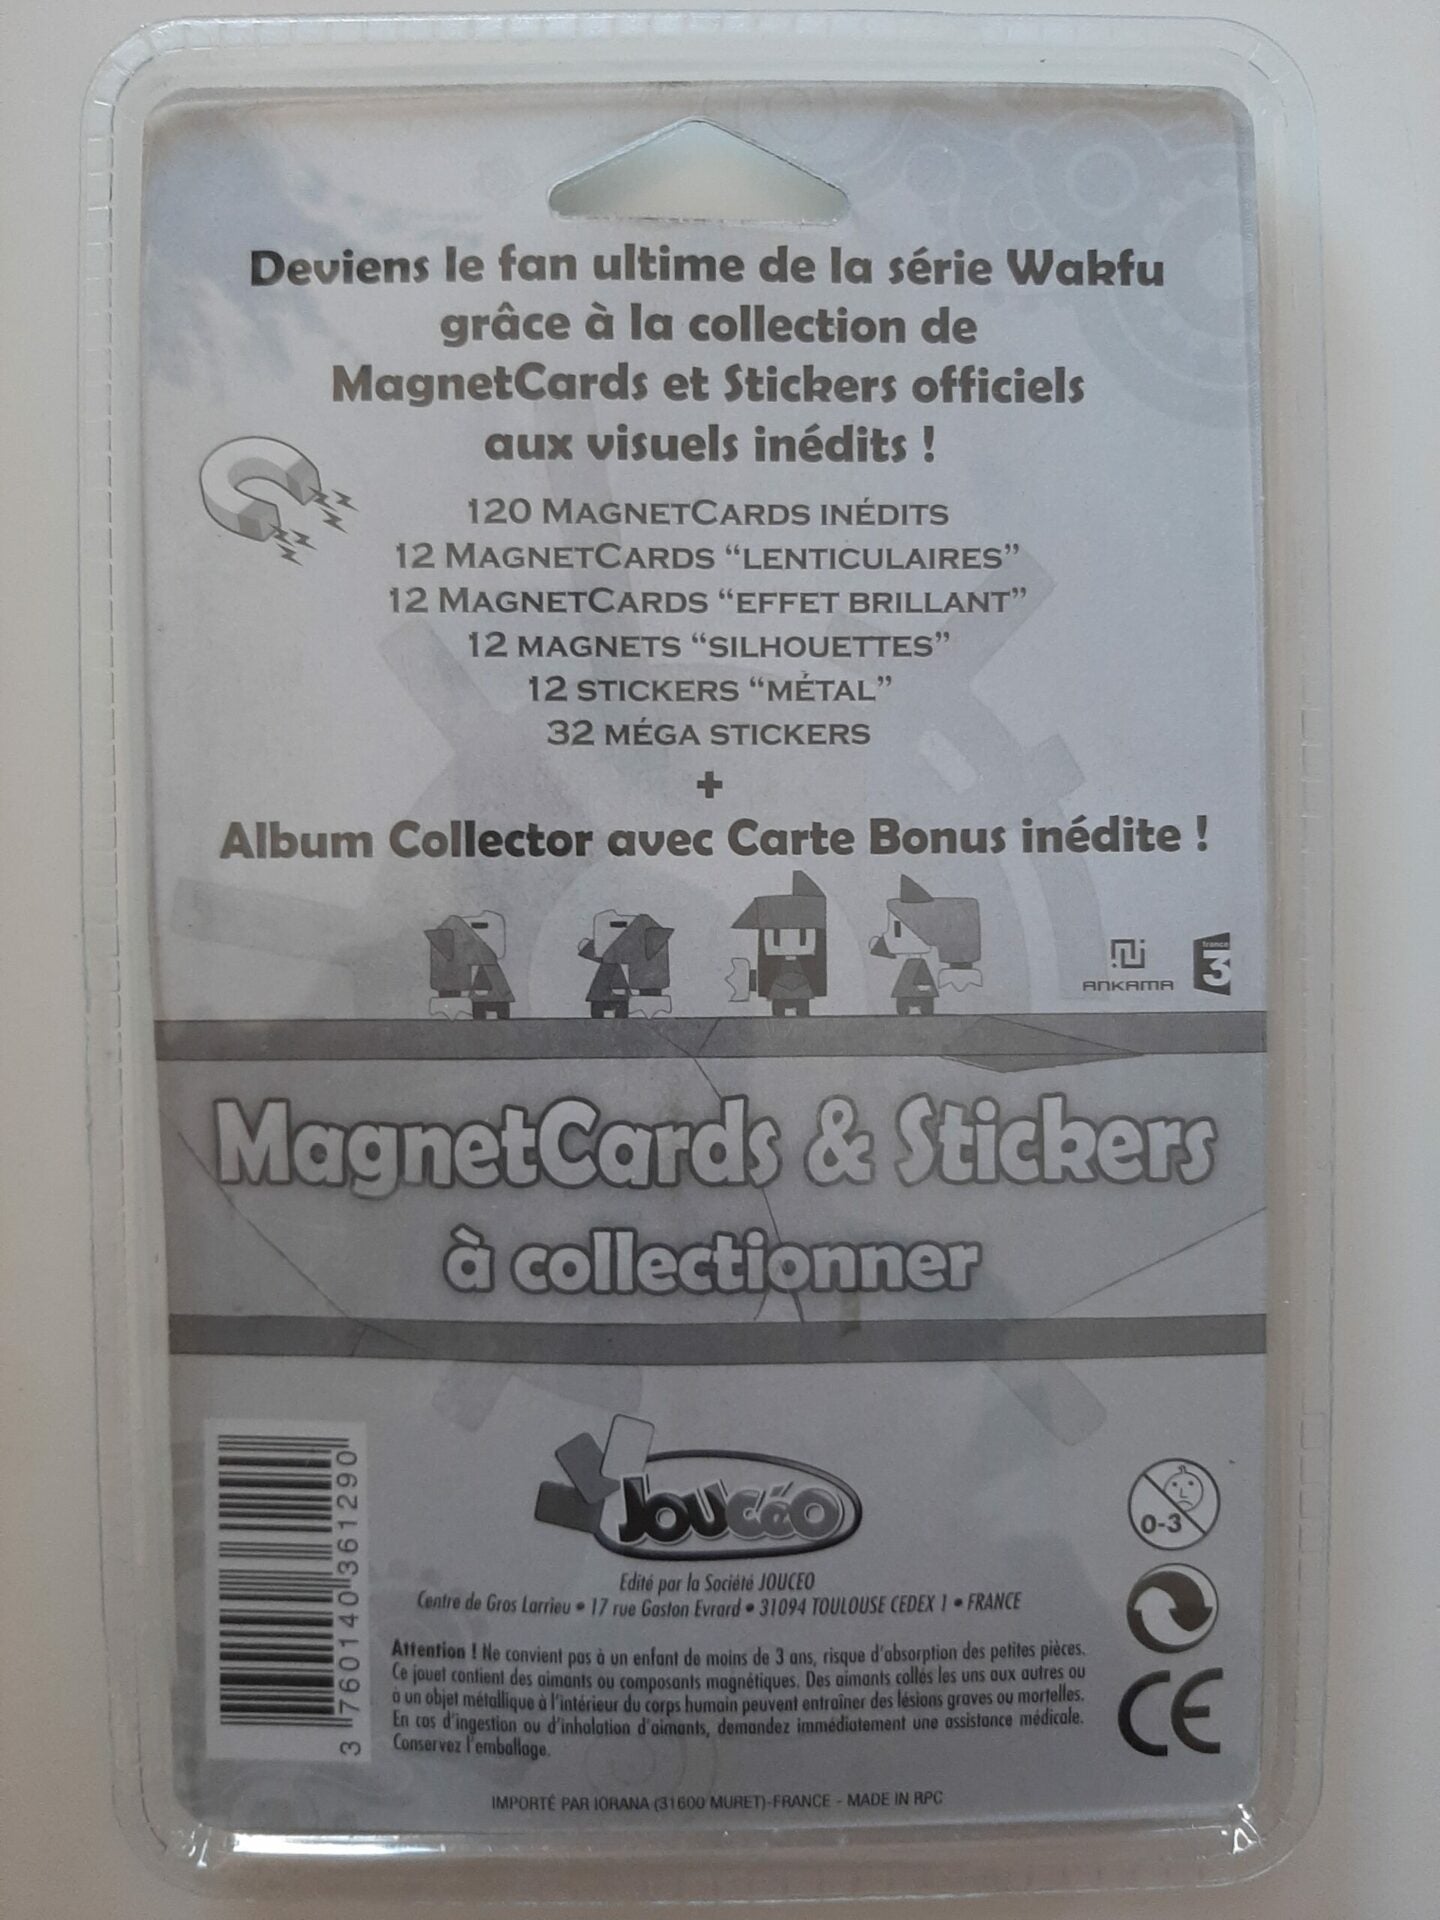 Deviens le fan ultime de la série Wakfu
grâce à la collection de
MagnetCards et Stickers officiels
aux visuels inédits !
120 MAGNETCARDS INÉDITS
12 MAGNETCARDS “LENTICULAIRES”
12 MAGNETCARDS “EFFET BRILLANT”
12 MAGNETS “SILHOUETTES”
12 STICKERS “MÉTAL”
32 MÉGA STICKERS
+
Album Collector avec Carte Bonus inédite !
ANKAMA
france
3
MagnetCards & Stickers
à collectionner
3 760140 361290
JOUCÉO
0-3
Edité par la Société JOUCEO
Centre de Gros Larrieu • 17 rue Gaston Evrard • 31094 TOULOUSE CEDEX 1 • FRANCE
Attention ! Ne convient pas à un enfant de moins de 3 ans, risque d'absorption des petites pièces.
Ce jouet contient des aimants ou composants magnétiques. Des aimants collés les uns aux autres ou
à un objet métallique à l'intérieur du corps humain peuvent entraîner des lésions graves ou mortelles.
En cas d'ingestion ou d'inhalation d'aimants, demandez immédiatement une assistance médicale.
Conservez l'emballage.
CE
IMPORTÉ PAR IORANA (31600 MURET)-FRANCE - MADE IN RPC